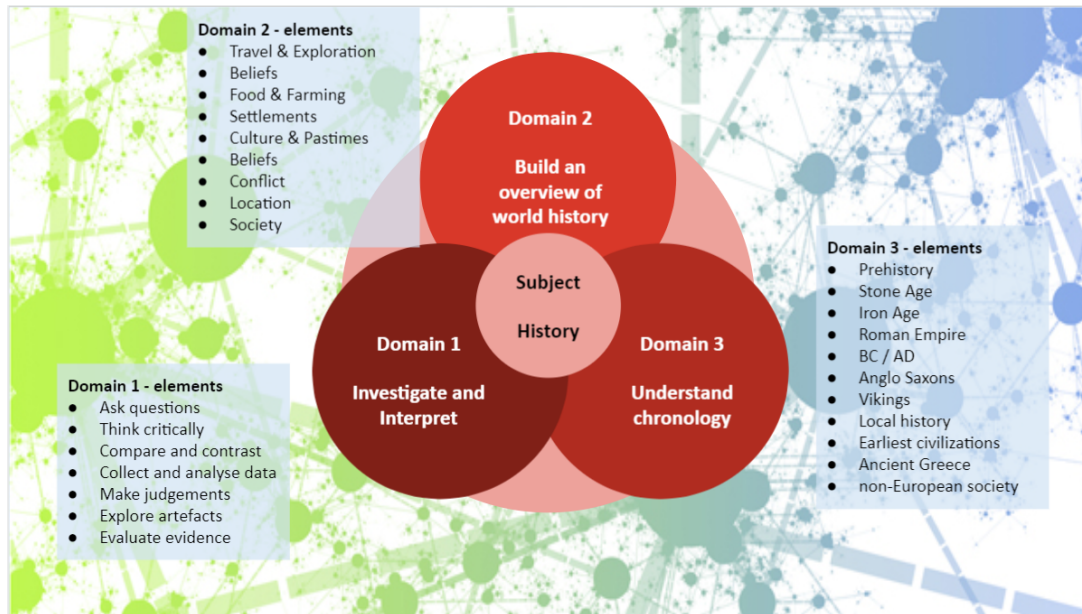 Domain 2 - elements
● Travel & Exploration
● Beliefs
● Food & Farming
● Settlements
● Culture & Pastimes
● Beliefs
● Conflict
● Location
● Society
Domain 2
Build an
overview of
world history
Subject
History
Domain 1
Investigate and
Interpret
Domain 3
Understand
chronology
Domain 1 - elements
● Ask questions
● Think critically
● Compare and contrast
● Collect and analyse data
● Make judgements
● Explore artefacts
● Evaluate evidence
Domain 3 - elements
● Prehistory
● Stone Age
● Iron Age
● Roman Empire
● BC / AD
● Anglo Saxons
● Vikings
● Local history
● Earliest civilizations
● Ancient Greece
● non-European society